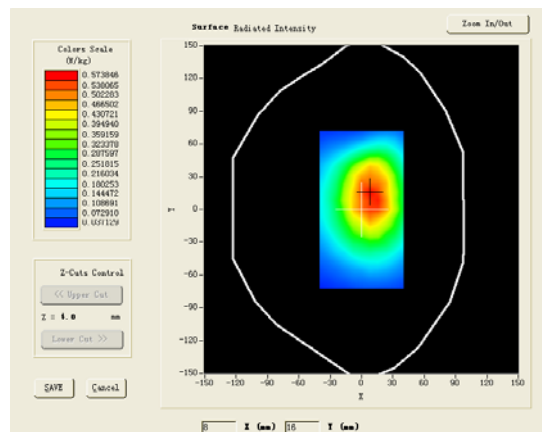 Surface Radiated Intensity
Zoom In/Out
Colors Scale
(W/kg)
0.573846
0.538065
0.502283
0.466502
0.430721
0.394940
0.359159
0.323378
0.287597
0.251815
0.216034
0.180253
0.144472
0.108691
0.072910
0.037129
Z-Cuts Control
<< Upper Cut
Z = 4.0 mm
Lower Cut >>
SAVE Cancel
150
120
90
60
30
0
-30
-60
-90
-120
-150
Y
-150 -120 -90 -60 -30 0 30 60 90 120 150
X
8 X (mm) 16 Y (mm)